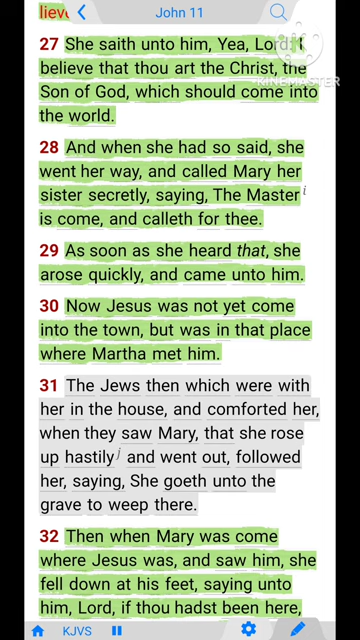 John 11
lieve
27 She saith unto him, Yea, Lord: I
believe that thou art the Christ, the
Son of God, which should come into
the world.
28 And when she had so said, she
went her way, and called Mary her
sister secretly, saying, The Master i
is come, and calleth for thee.
29 As soon as she heard that, she
arose quickly, and came unto him.
30 Now Jesus was not yet come
into the town, but was in that place
where Martha met him.
31 The Jews then which were with
her in the house, and comforted her,
when they saw Mary, that she rose
up hastily j and went out, followed
her, saying, She goeth unto the
grave to weep there.
32 Then when Mary was come
where Jesus was, and saw him, she
fell down at his feet, saying unto
him, Lord, if thou hadst been here,
KJVS
KINEMASTER